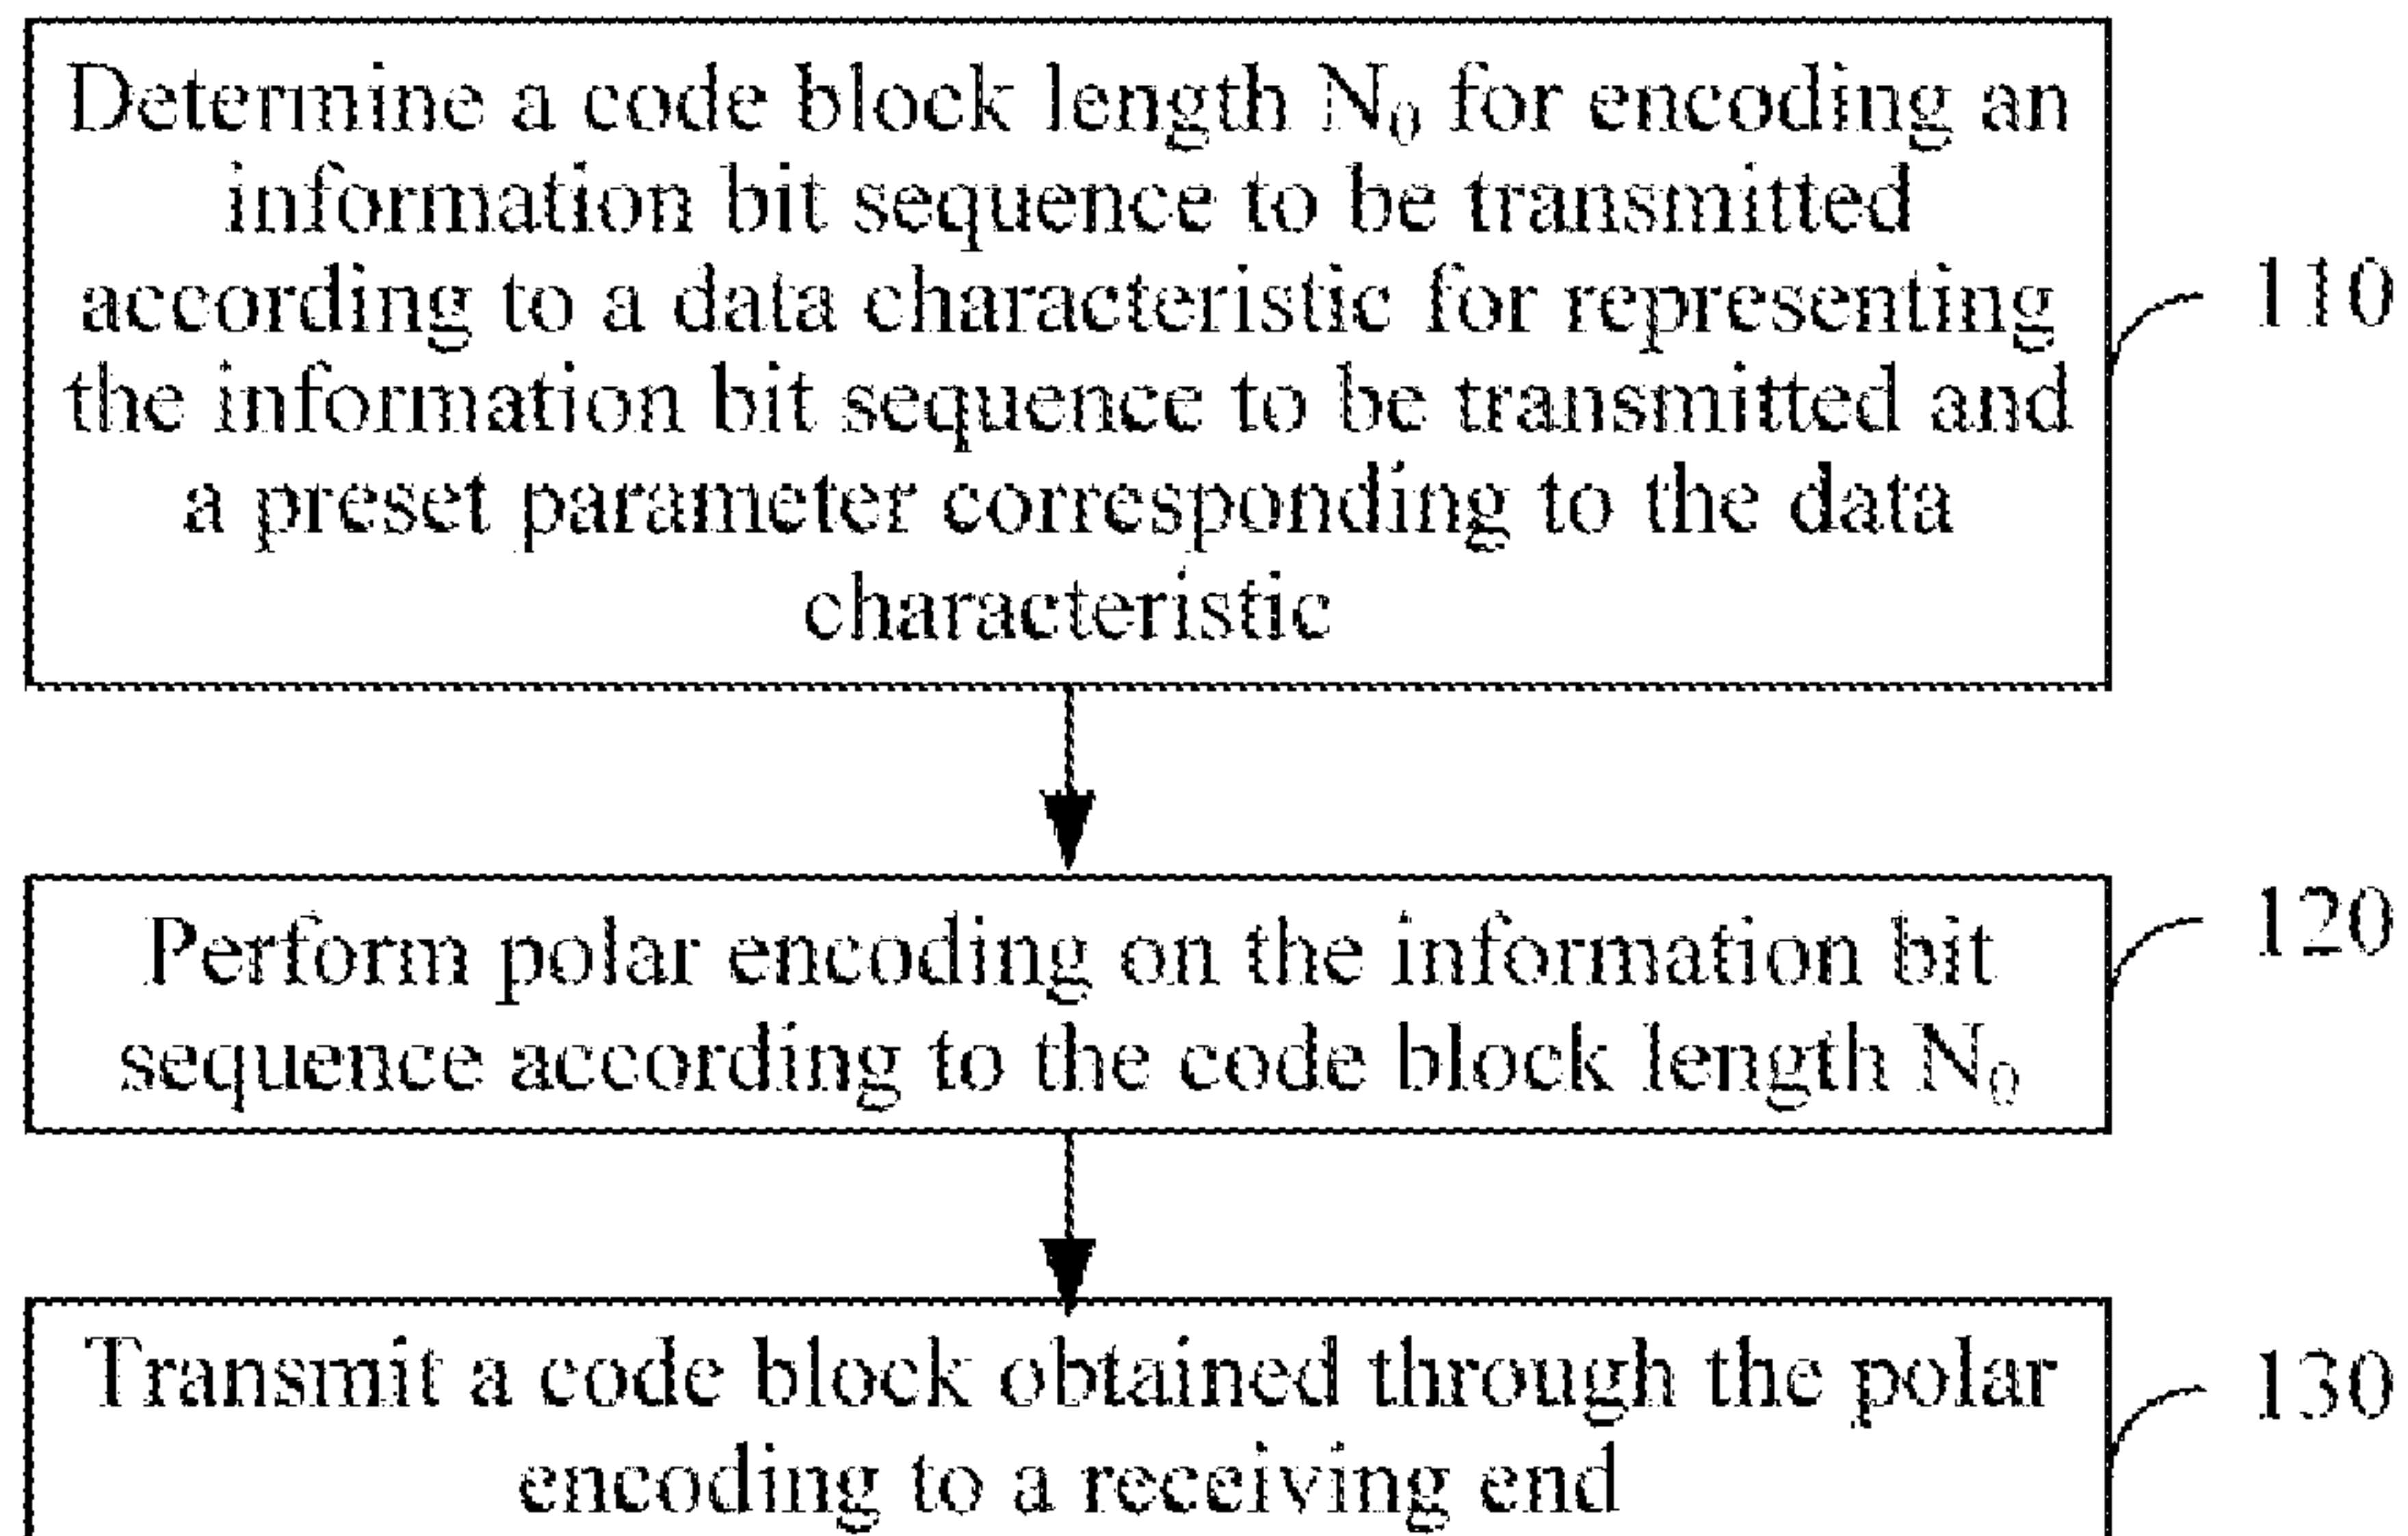 Determine a code block length N₀ for encoding an
information bit sequence to be transmitted
according to a data characteristic for representing
the information bit sequence to be transmitted and
a preset parameter corresponding to the data
characteristic
110
Perform polar encoding on the information bit
sequence according to the code block length N₀
120
Transmit a code block obtained through the polar
encoding to a receiving end
130